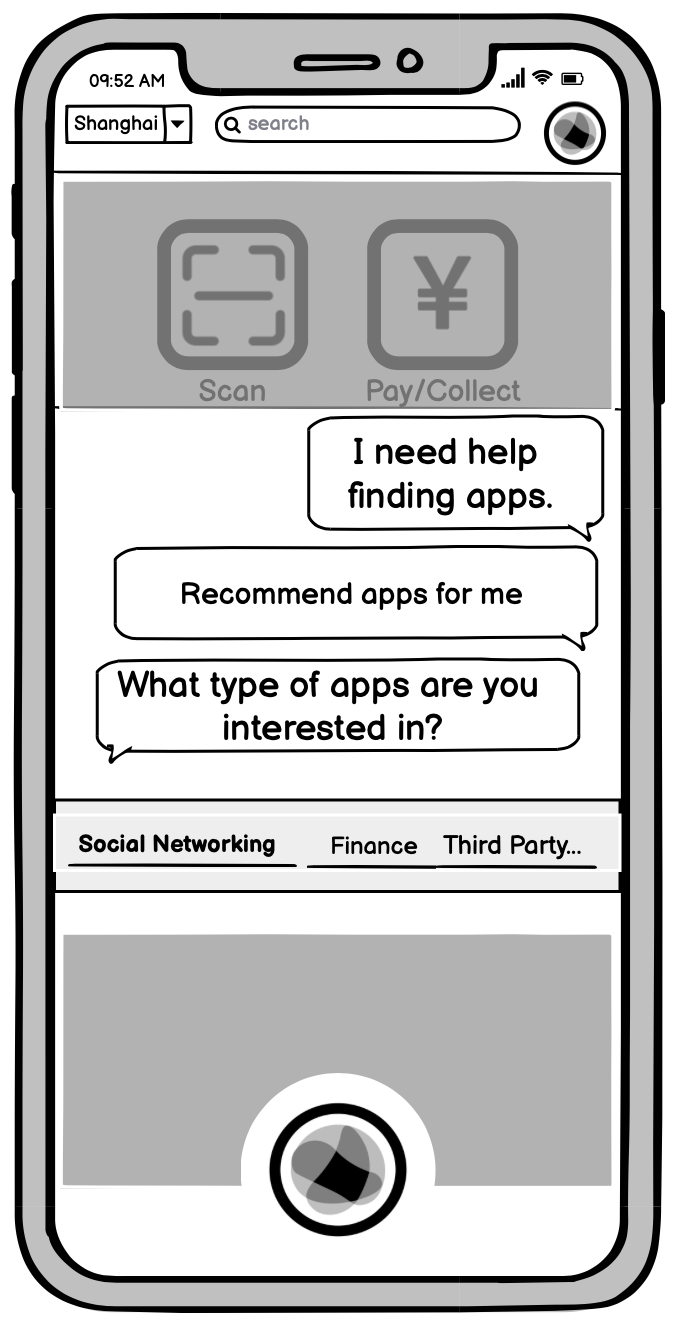 09:52 AM
Shanghai
search
¥
Scan
Pay/Collect
I need help
finding apps.
Recommend apps for me
What type of apps are you
interested in?
Social Networking
Finance
Third Party...